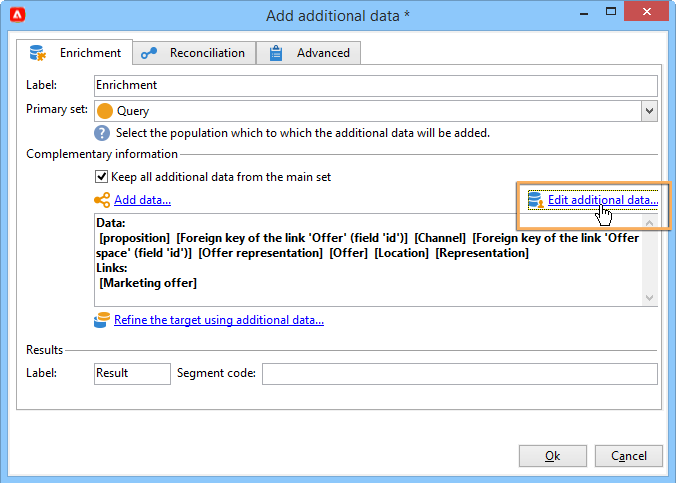 Add additional data *
Enrichment Reconciliation Advanced
Label: Enrichment
Primary set: Query
? Select the population which to which the additional data will be added.
Complementary information
Keep all additional data from the main set
Add data... Edit additional data...
Data:
[proposition] [Foreign key of the link 'Offer' (field 'id')] [Channel] [Foreign key of the link 'Offer
space' (field 'id')] [Offer representation] [Offer] [Location] [Representation]
Links:
[Marketing offer]
Refine the target using additional data...
Results
Label: Result Segment code:
Ok Cancel